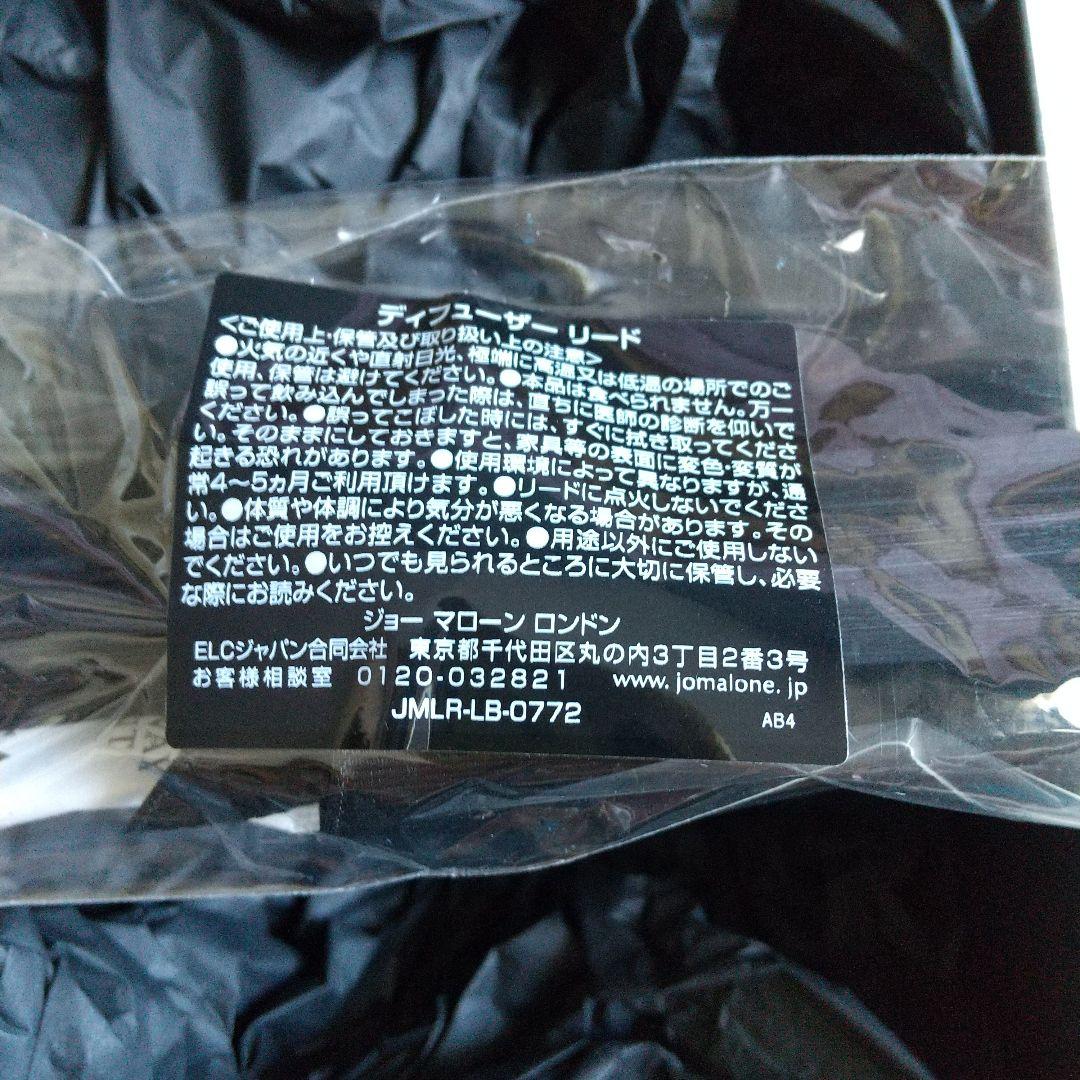 ディフューザー リード
<ご使用上・保管及び取り扱い上の注意>
●火気の近くや直射日光、極端に高温又は低温の場所でのご
使用、保管は避けてください。●本品は食べられません。万一
誤って飲み込んでしまった際は、直ちに医師の診断を仰いで
ください。●誤ってこぼした時には、すぐに拭き取ってくださ
い。そのままにしておきますと、家具等の表面に変色・変質が
起きる恐れがあります。●使用環境によって異なりますが、通
常4～5ヵ月ご利用頂けます。●リードに点火しないでくださ
い。●体質や体調により気分が悪くなる場合があります。その
場合はご使用をお控えください。●用途以外にご使用しない
でください。●いつでも見られるところに大切に保管し、必要
な際にお読みください。
ジョー マローン ロンドン
ELCジャパン合同会社 東京都千代田区丸の内3丁目2番3号
お客様相談室 0120-032821 www.jomalone.jp
JMLR-LB-0772 AB4